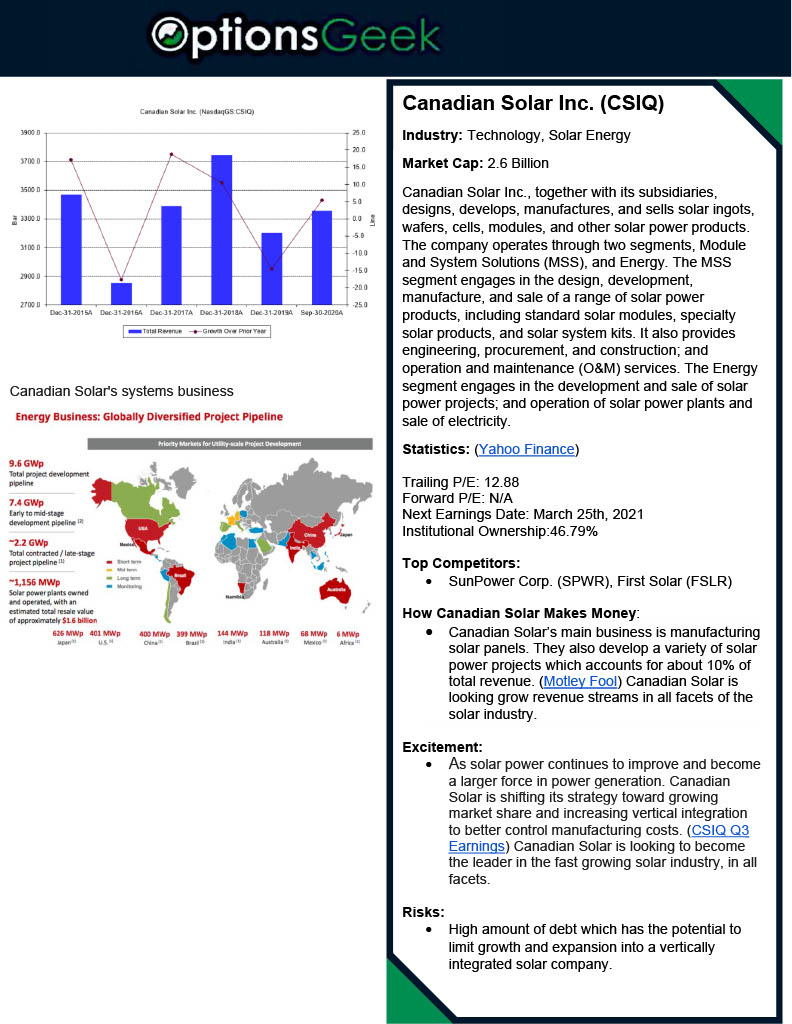 OptionsGeek
Canadian Solar Inc. (NasdaqGS:CSIQ)
3900.0
3700.0
3500.0
3300.0
3100.0
2900.0
2700.0
Bar
25.0
20.0
15.0
10.0
5.0
0.0
-5.0
-10.0
-15.0
-20.0
-25.0
Line
Dec-31-2015A Dec-31-2016A Dec-31-2017A Dec-31-2018A Dec-31-2019A Sep-30-2020A
Total Revenue Growth Over Prior Year
Canadian Solar's systems business
Energy Business: Globally Diversified Project Pipeline
Priority Markets for Utility-scale Project Development
9.6 GWp
Total project development
pipeline
7.4 GWp
Early to mid-stage
development pipeline (2)
~2.2 GWp
Total contracted / late-stage
project pipeline (1)
~1,156 MWp
Solar power plants owned
and operated, with an
estimated total resale value
of approximately $1.6 billion
USA
Mexico
Brazil
Namibia
China
Japan
India
Australia
Short term
Mid term
Long term
Monitoring
626 MWp 401 MWp 400 MWp 399 MWp 144 MWp 118 MWp 68 MWp 6 MWp
Japan U.S. China Brazil India Australia Mexico Africa
Canadian Solar Inc. (CSIQ)
Industry: Technology, Solar Energy
Market Cap: 2.6 Billion
Canadian Solar Inc., together with its subsidiaries,
designs, develops, manufactures, and sells solar ingots,
wafers, cells, modules, and other solar power products.
The company operates through two segments, Module
and System Solutions (MSS), and Energy. The MSS
segment engages in the design, development,
manufacture, and sale of a range of solar power
products, including standard solar modules, specialty
solar products, and solar system kits. It also provides
engineering, procurement, and construction; and
operation and maintenance (O&M) services. The Energy
segment engages in the development and sale of solar
power projects; and operation of solar power plants and
sale of electricity.
Statistics: (Yahoo Finance)
Trailing P/E: 12.88
Forward P/E: N/A
Next Earnings Date: March 25th, 2021
Institutional Ownership:46.79%
Top Competitors:
• SunPower Corp. (SPWR), First Solar (FSLR)
How Canadian Solar Makes Money:
• Canadian Solar's main business is manufacturing
solar panels. They also develop a variety of solar
power projects which accounts for about 10% of
total revenue. (Motley Fool) Canadian Solar is
looking grow revenue streams in all facets of the
solar industry.
Excitement:
• As solar power continues to improve and become
a larger force in power generation. Canadian
Solar is shifting its strategy toward growing
market share and increasing vertical integration
to better control manufacturing costs. (CSIQ Q3
Earnings) Canadian Solar is looking to become
the leader in the fast growing solar industry, in all
facets.
Risks:
• High amount of debt which has the potential to
limit growth and expansion into a vertically
integrated solar company.